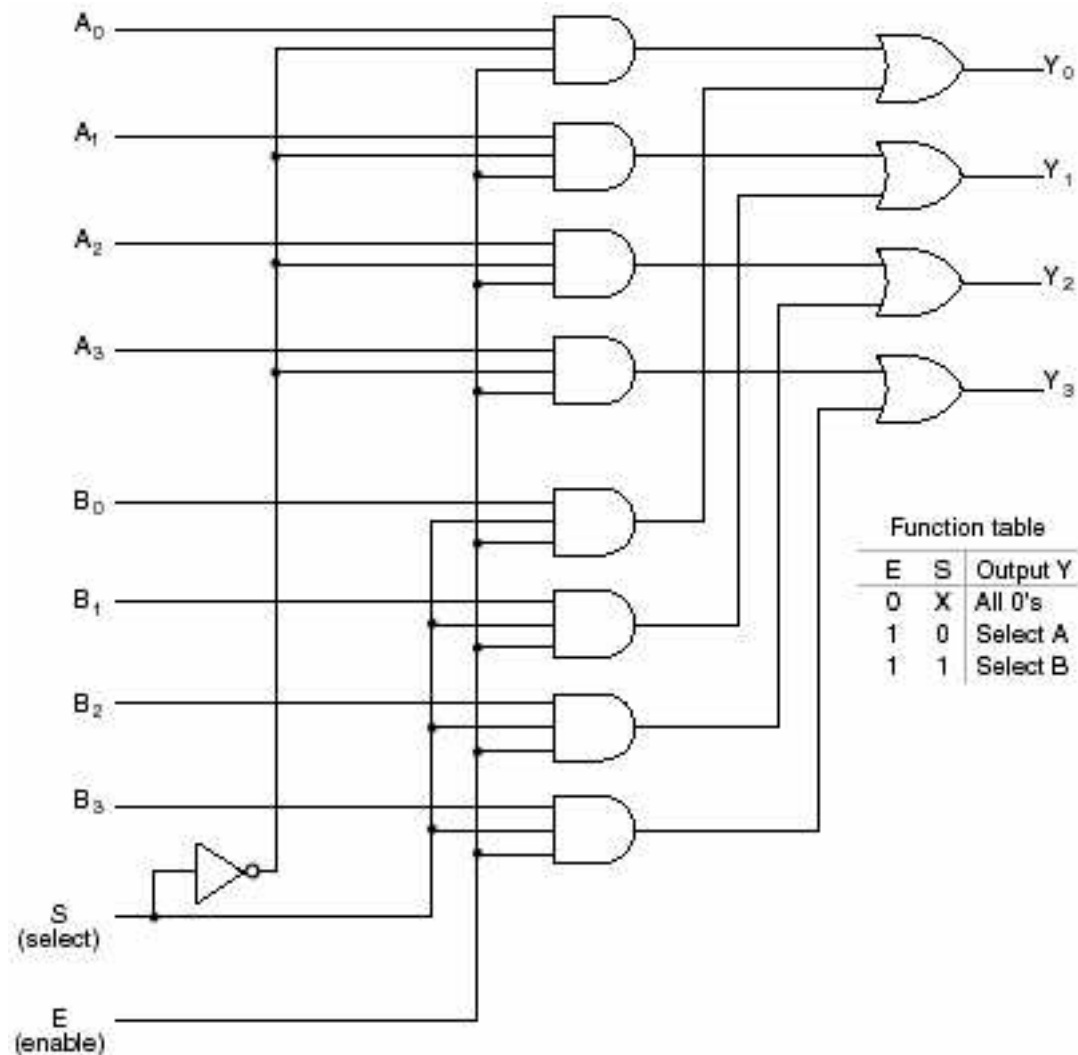 A₀
Y₀
A₁
Y₁
A₂
Y₂
A₃
Y₃
B₀
Function table
E S Output Y
0 X All 0's
1 0 Select A
1 1 Select B
B₁
B₂
B₃
S
(select)
E
(enable)